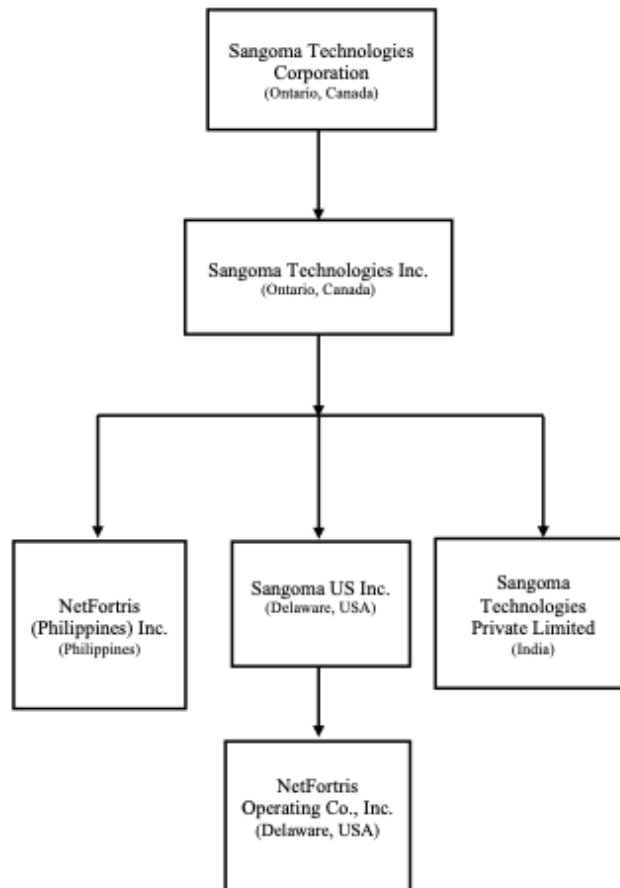 Sangoma Technologies
Corporation
(Ontario, Canada)
Sangoma Technologies Inc.
(Ontario, Canada)
NetFortris
(Philippines) Inc.
(Philippines)
Sangoma US Inc.
(Delaware, USA)
Sangoma
Technologies
Private Limited
(India)
NetFortris
Operating Co., Inc.
(Delaware, USA)